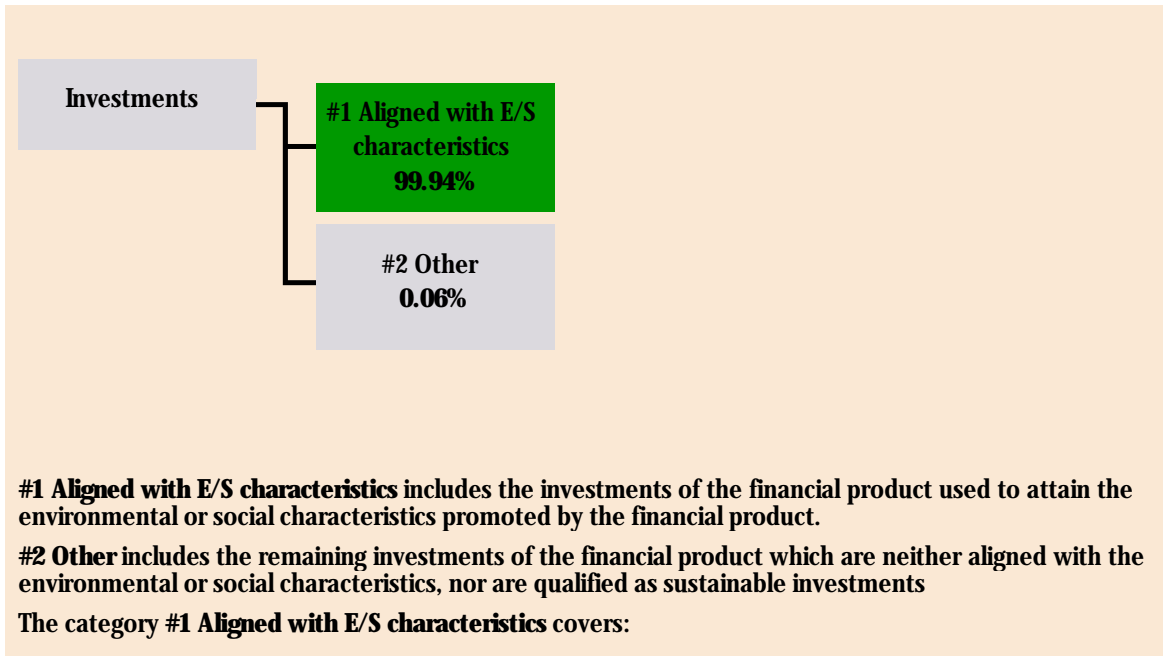 Investments
#1 Aligned with E/S
characteristics
99.94%
#2 Other
0.06%
#1 Aligned with E/S characteristics includes the investments of the financial product used to attain the
environmental or social characteristics promoted by the financial product.
#2 Other includes the remaining investments of the financial product which are neither aligned with the
environmental or social characteristics, nor are qualified as sustainable investments
The category #1 Aligned with E/S characteristics covers: